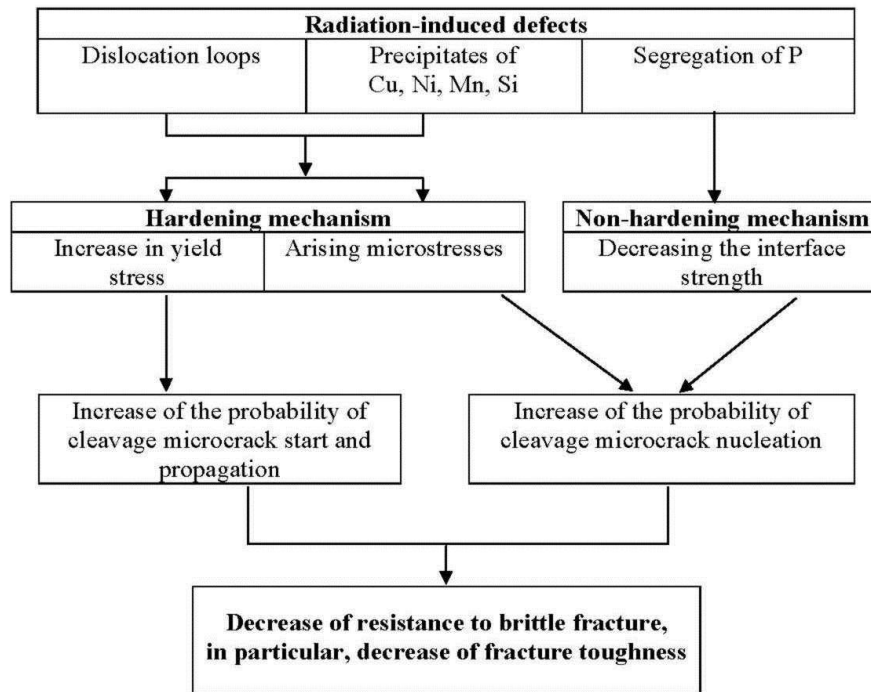 Radiation-induced defects
Dislocation loops
Precipitates of
Cu, Ni, Mn, Si
Segregation of P
Hardening mechanism
Increase in yield
stress
Arising microstresses
Non-hardening mechanism
Decreasing the interface
strength
Increase of the probability of
cleavage microcrack start and
propagation
Increase of the probability of
cleavage microcrack nucleation
Decrease of resistance to brittle fracture,
in particular, decrease of fracture toughness